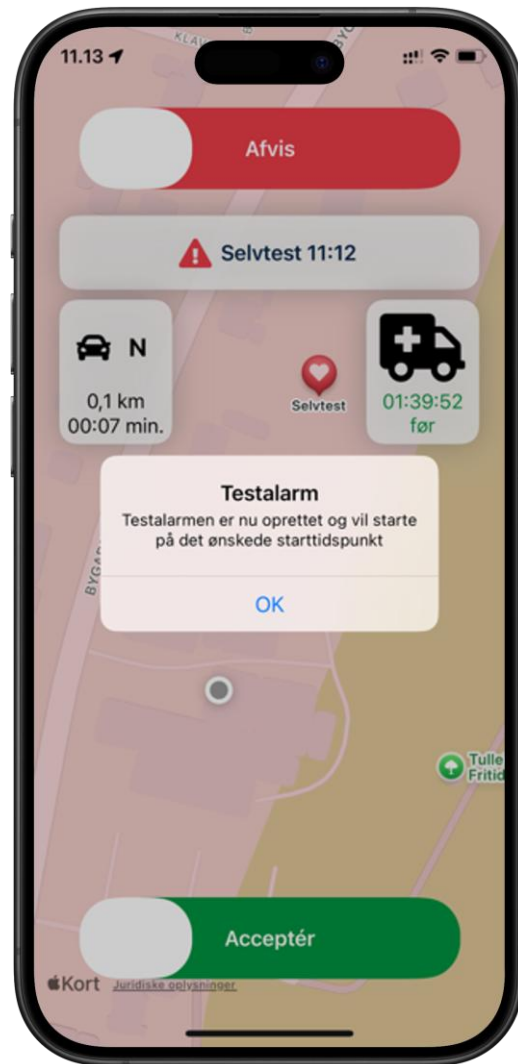 11.13
Afvis
Selvtest 11:12
N
0,1 km
00:07 min.
Selvtest
01:39:52
før
Testalarm
Testalarmen er nu oprettet og vil starte
på det ønskede starttidspunkt
OK
Tulle
Fritid
Acceptér
Kort
Juridiske oplysninger